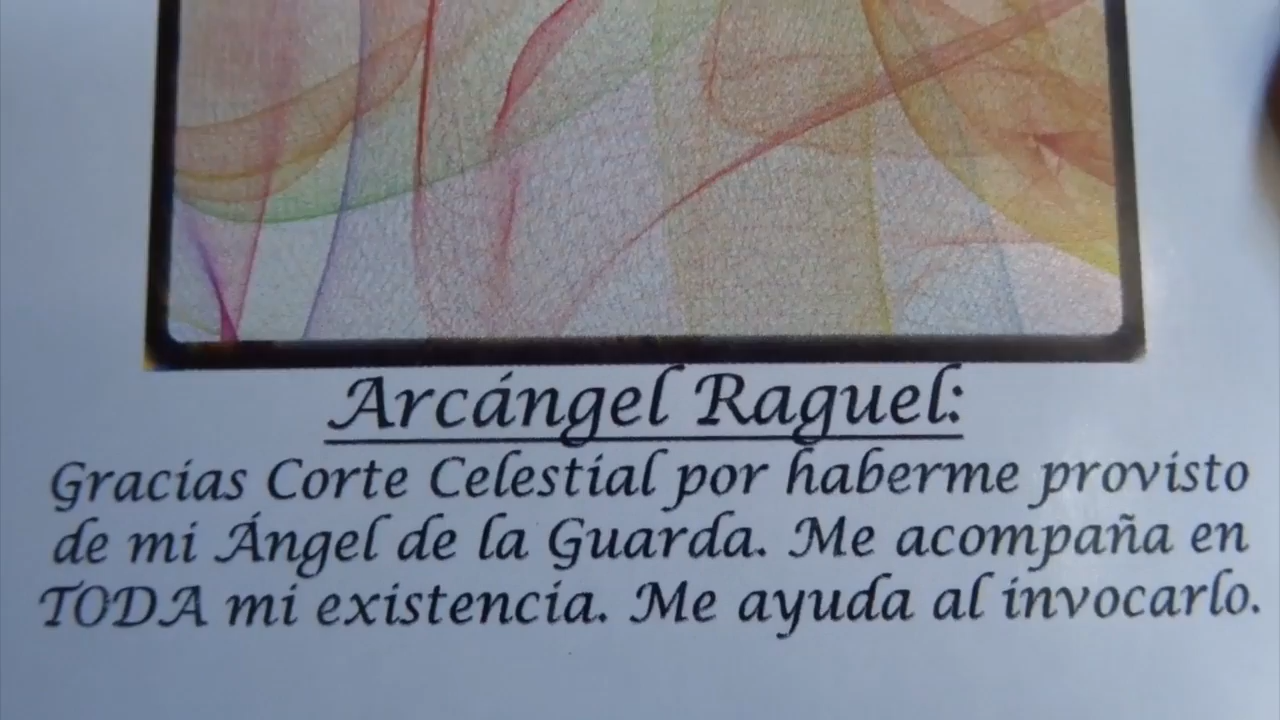 Arcángel Raguel:
Gracias Corte Celestial por haberme provisto
de mi Ángel de la Guarda. Me acompaña en
TODA mi existencia. Me ayuda al invocarlo.